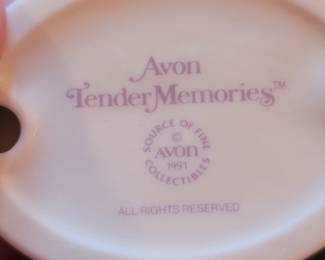 Avon
Tender Memories™
SOURCE OF FINE
©
AVON
1991
COLLECTIBLES
ALL RIGHTS RESERVED